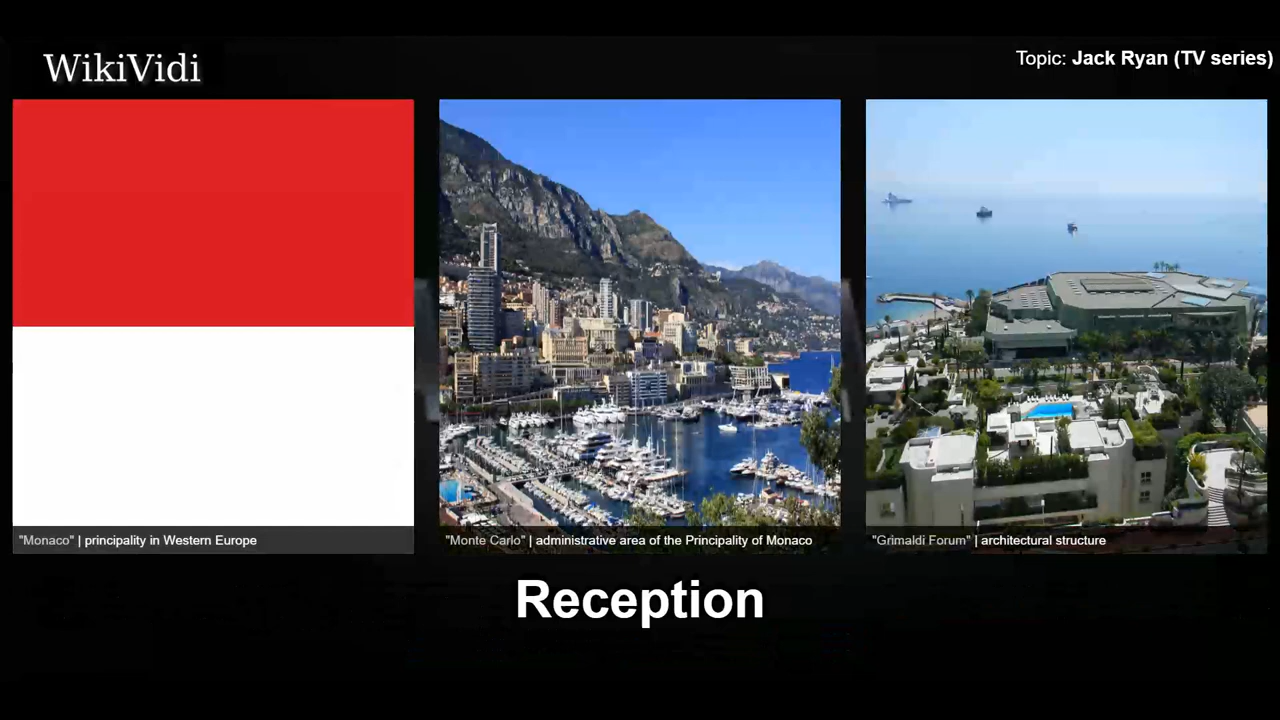 WikiVidi
Topic: Jack Ryan (TV series)
"Monaco" | principality in Western Europe
"Monte Carlo" | administrative area of the Principality of Monaco
"Grimaldi Forum" | architectural structure
Reception